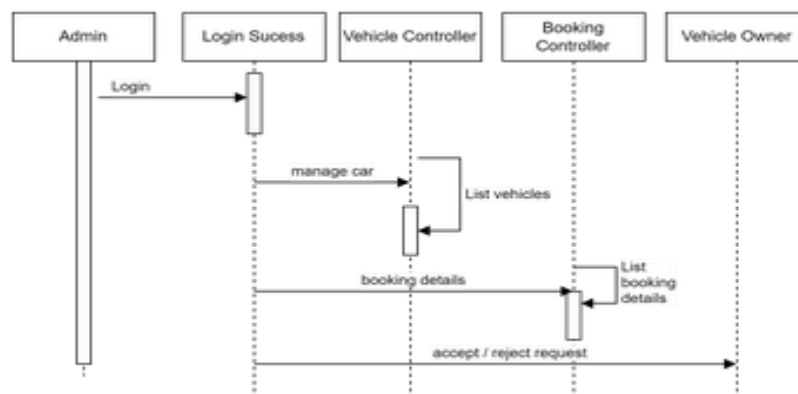 Admin
Login Sucess
Vehicle Controller
Booking
Controller
Vehicle Owner
Login
manage car
List vehicles
booking details
List
booking
details
accept / reject request